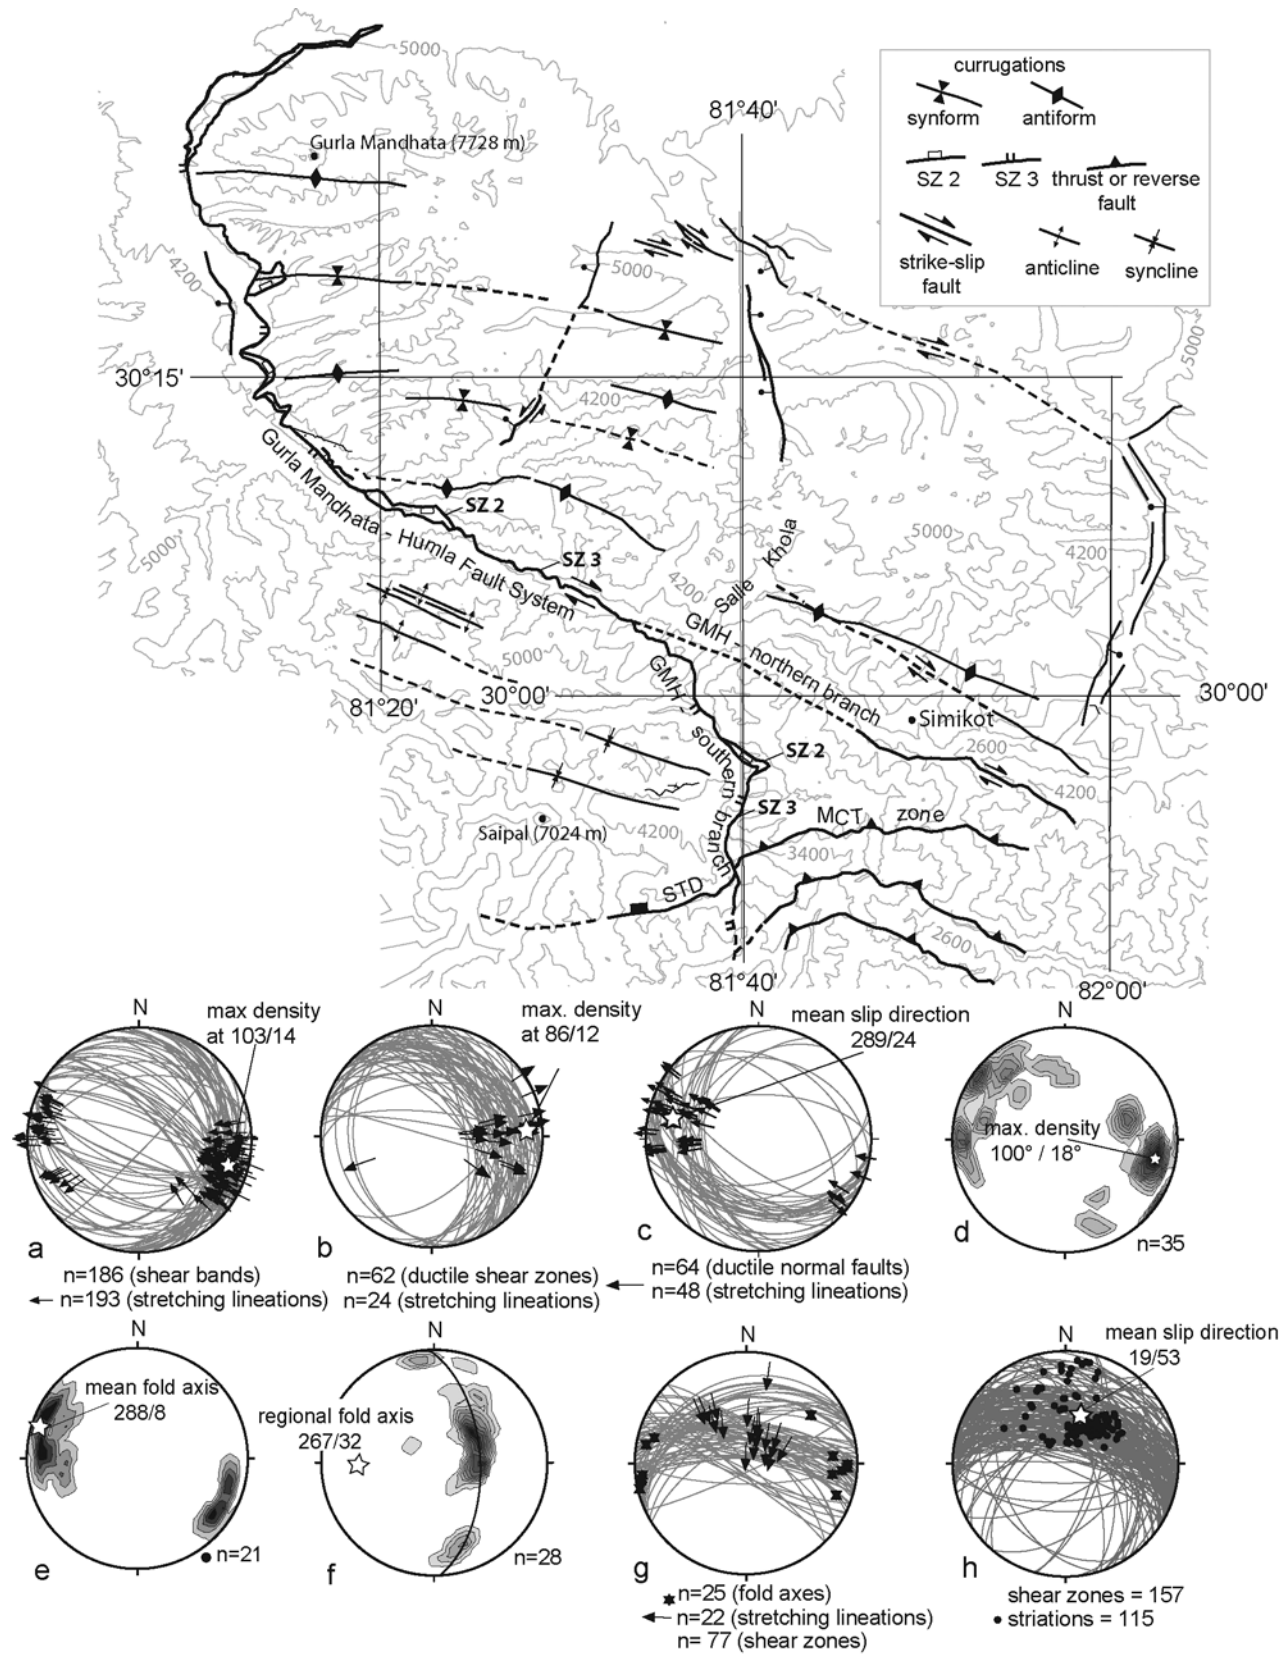 5000
currugations
81°40'
synform
antiform
Gurla Mandhata (7728 m)
SZ 2
SZ 3
thrust or reverse
fault
4200
5000
strike-slip
fault
anticline
syncline
5000
30°15'
4200
Gurla Mandhata - Humla Fault System
SZ 2
5000
SZ 3
Salle Khola
5000
4200
4200
GMH - northern branch
5000
GMH - southern branch
30°00'
30°00'
81°20'
Simikot
SZ 2
2600
4200
SZ 3
MCT zone
Saipal (7024 m)
4200
3400
STD
2600
81°40'
82°00'
N
max density
at 103/14
a
n=186 (shear bands)
n=193 (stretching lineations)
N
max. density
at 86/12
b
n=62 (ductile shear zones)
n=24 (stretching lineations)
N
mean slip direction
289/24
c
n=64 (ductile normal faults)
n=48 (stretching lineations)
N
max. density
100° / 18°
d
n=35
N
mean fold axis
288/8
e
n=21
N
regional fold axis
267/32
f
n=28
N
g
n=25 (fold axes)
n=22 (stretching lineations)
n= 77 (shear zones)
N
mean slip direction
19/53
h
shear zones = 157
striations = 115